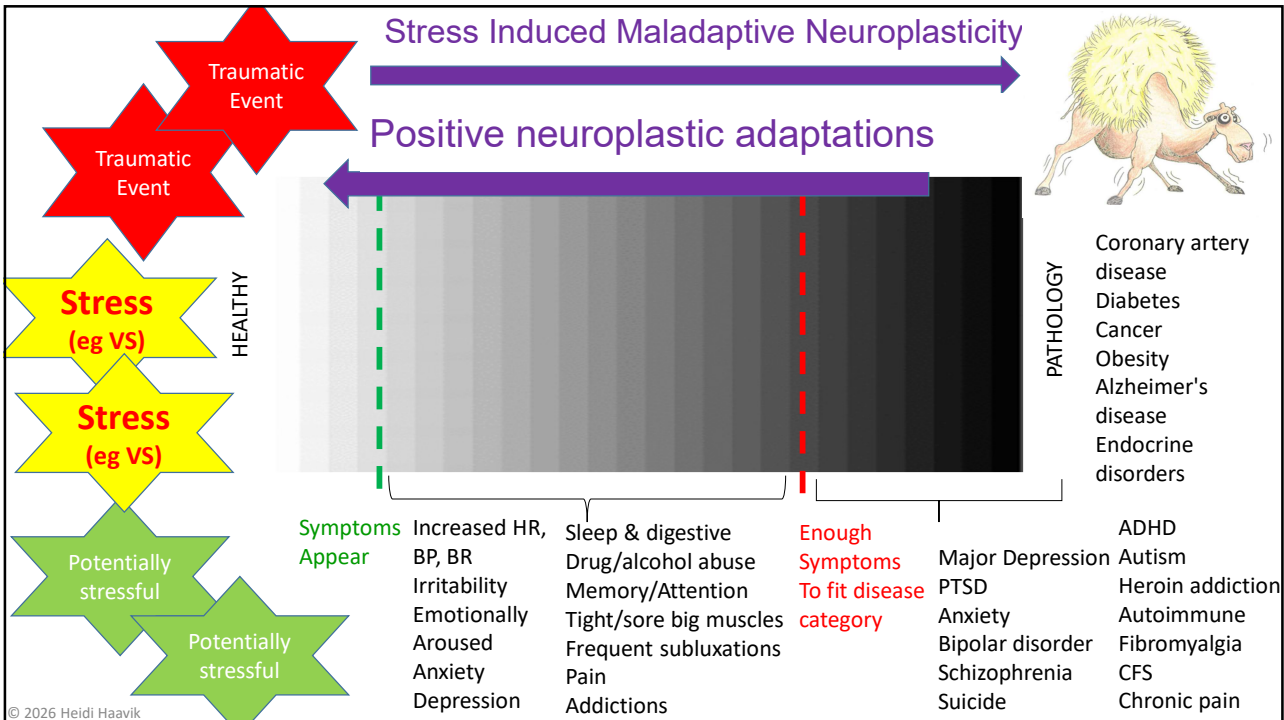 Stress Induced Maladaptive Neuroplasticity
Traumatic
Event
Traumatic
Event
Positive neuroplastic adaptations
Stress
(eg VS)
Stress
(eg VS)
Potentially
stressful
Potentially
stressful
HEALTHY
PATHOLOGY
Coronary artery
disease
Diabetes
Cancer
Obesity
Alzheimer's
disease
Endocrine
disorders
Symptoms
Appear
Increased HR,
BP, BR
Irritability
Emotionally
Aroused
Anxiety
Depression
Sleep & digestive
Drug/alcohol abuse
Memory/Attention
Tight/sore big muscles
Frequent subluxations
Pain
Addictions
Enough
Symptoms
To fit disease
category
Major Depression
PTSD
Anxiety
Bipolar disorder
Schizophrenia
Suicide
ADHD
Autism
Heroin addiction
Autoimmune
Fibromyalgia
CFS
Chronic pain
© 2026 Heidi Haavik